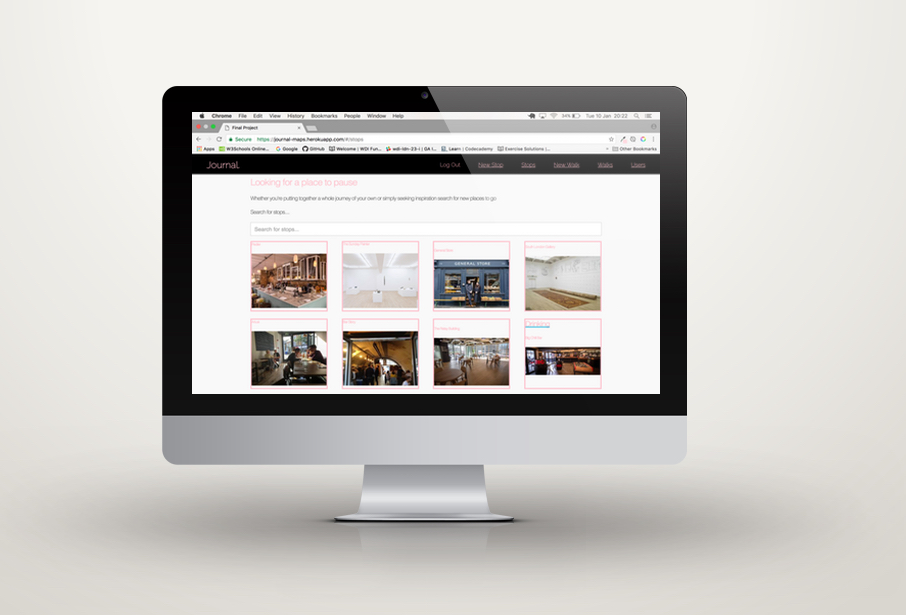 Chrome File Edit View History Bookmarks People Window Help 34% Tue 10 Jan 20:22
Final Project
Secure https://journal-maps.herokuapp.com/#/stops
Apps W3Schools Online... Google GitHub Welcome | WDI Fun... wdi-ldn-23-i | GA I... Learn | Codecademy Exercise Solutions |... Other Bookmarks
Journal. Log Out New Stop Stops New Walk Walks Users
Looking for a place to pause
Whether you're putting together a whole journey of your own or simply seeking inspiration search for new places to go
Search for stops...
Search for stops...
GENERAL STORE
Drinking